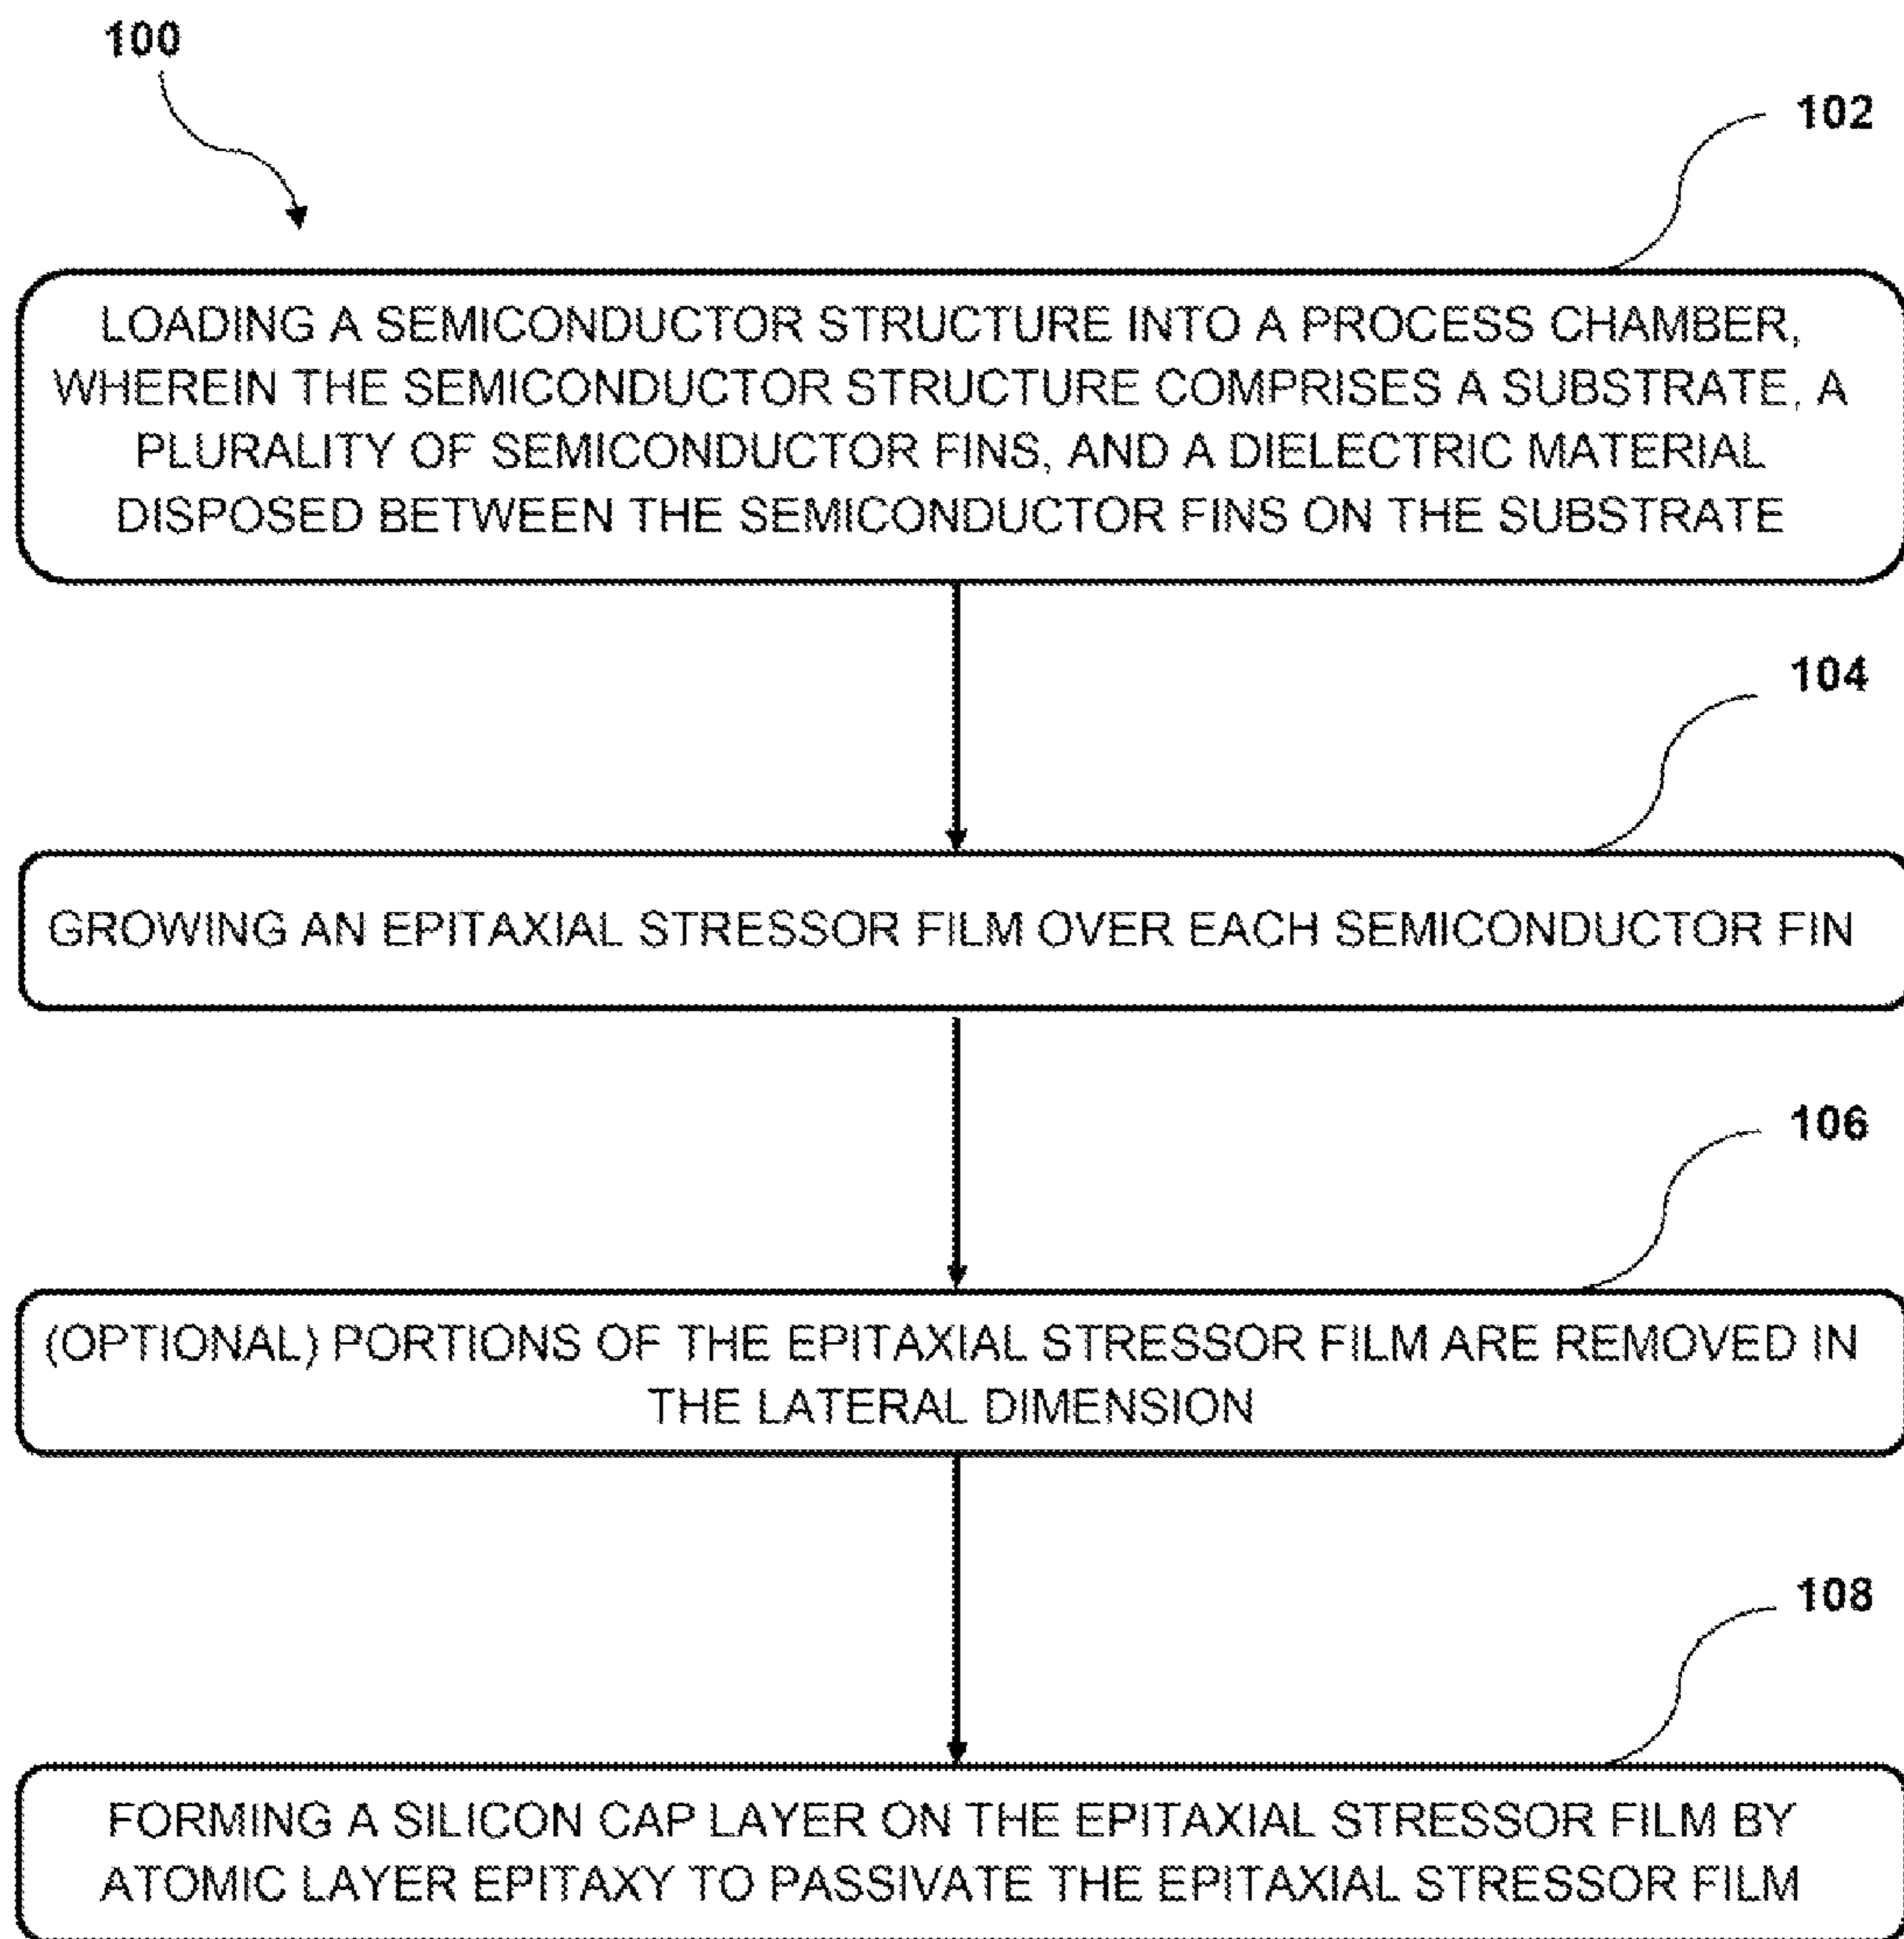 100
102
LOADING A SEMICONDUCTOR STRUCTURE INTO A PROCESS CHAMBER,
WHEREIN THE SEMICONDUCTOR STRUCTURE COMPRISES A SUBSTRATE, A
PLURALITY OF SEMICONDUCTOR FINS, AND A DIELECTRIC MATERIAL
DISPOSED BETWEEN THE SEMICONDUCTOR FINS ON THE SUBSTRATE
104
GROWING AN EPITAXIAL STRESSOR FILM OVER EACH SEMICONDUCTOR FIN
106
(OPTIONAL) PORTIONS OF THE EPITAXIAL STRESSOR FILM ARE REMOVED IN
THE LATERAL DIMENSION
108
FORMING A SILICON CAP LAYER ON THE EPITAXIAL STRESSOR FILM BY
ATOMIC LAYER EPITAXY TO PASSIVATE THE EPITAXIAL STRESSOR FILM